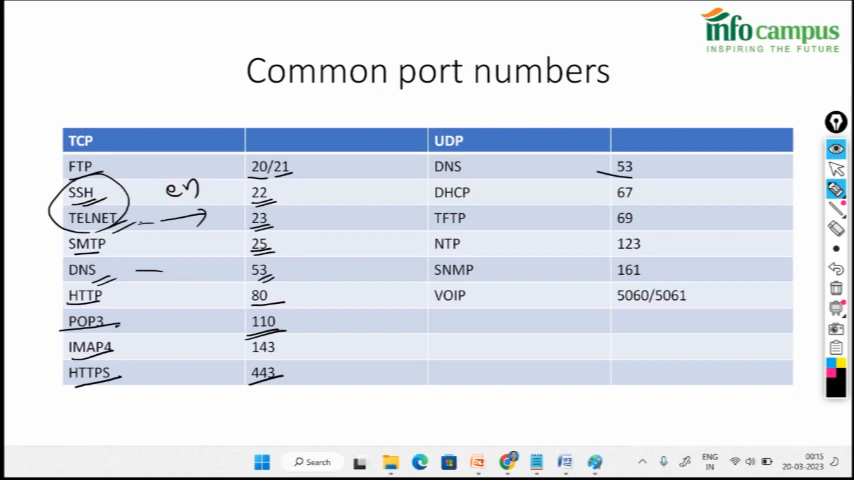 info campus
INSPIRING THE FUTURE
Common port numbers
TCP UDP
FTP 20/21 DNS 53
SSH en 22 DHCP 67
TELNET 23 TFTP 69
SMTP 25 NTP 123
DNS 53 SNMP 161
HTTP 80 VOIP 5060/5061
POP3 110
IMAP4 143
HTTPS 443
Search ENG 00:15
IN 20-03-2023